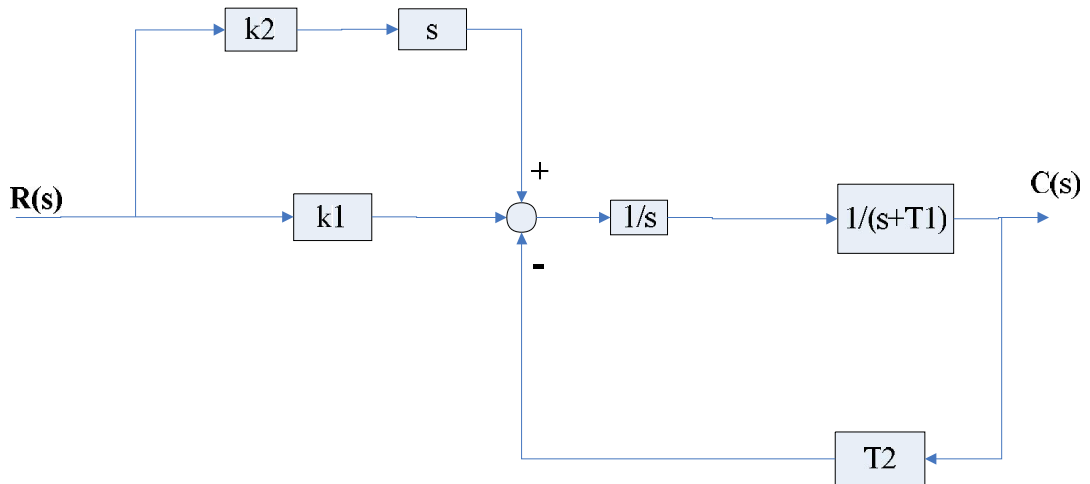 k2
s
+
R(s)
k1
1/s
1/(s+T1)
C(s)
-
T2